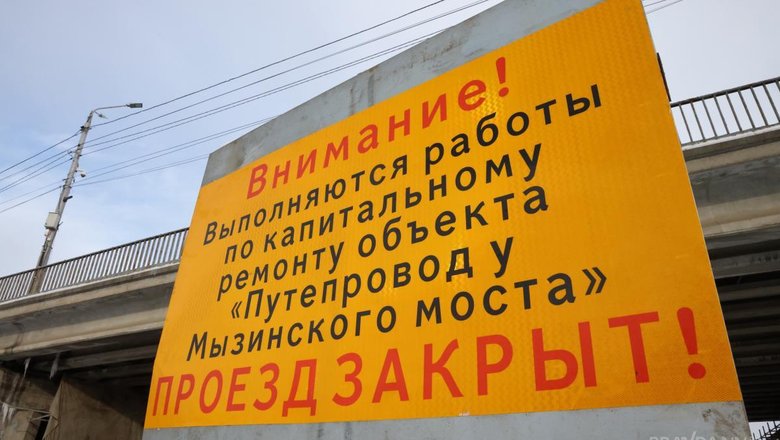 Внимание!
Выполняются работы
по капитальному
ремонту объекта
«Путепровод у
Мызинского моста»
ПРОЕЗД ЗАКРЫТ!